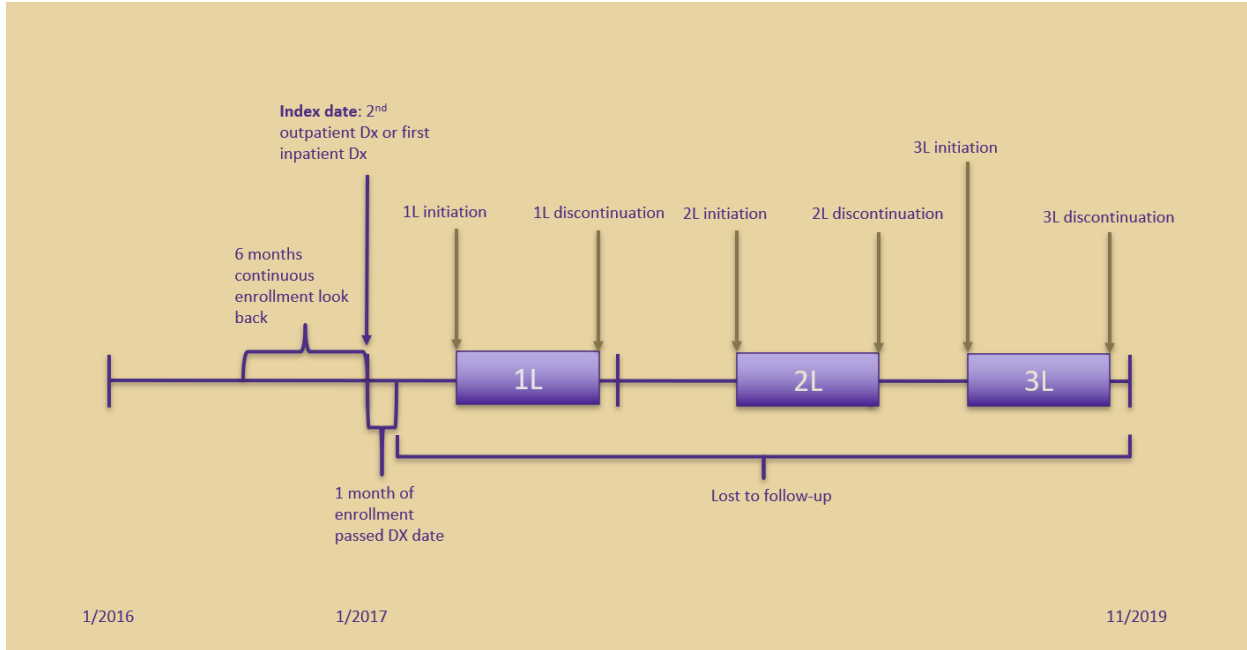 Index date: 2nd
outpatient Dx or first
inpatient Dx
3L initiation
1L initiation
1L discontinuation
2L initiation
2L discontinuation
3L discontinuation
6 months
continuous
enrollment look
back
1L
2L
3L
1 month of
enrollment
passed DX date
Lost to follow-up
1/2016
1/2017
11/2019